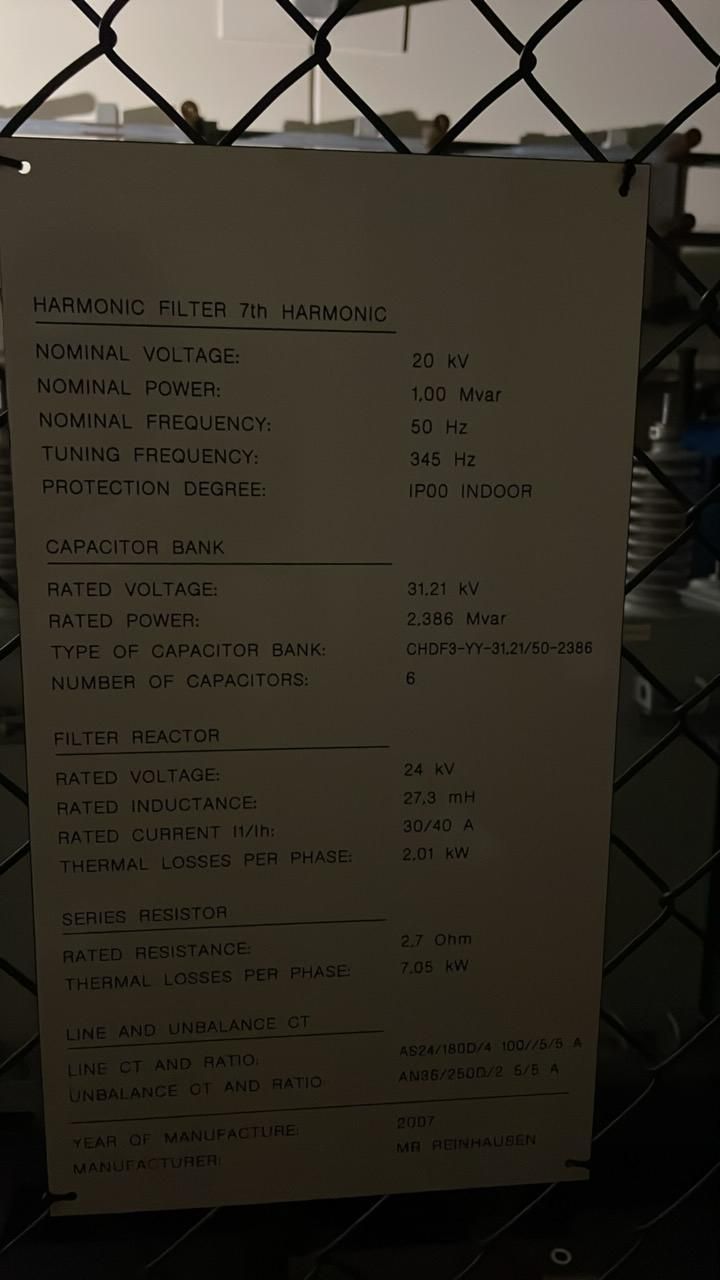 HARMONIC FILTER 7th HARMONIC
NOMINAL VOLTAGE: 20 kV
NOMINAL POWER: 1,00 Mvar
NOMINAL FREQUENCY: 50 Hz
TUNING FREQUENCY: 345 Hz
PROTECTION DEGREE: IP00 INDOOR
CAPACITOR BANK
RATED VOLTAGE: 31,21 kV
RATED POWER: 2,386 Mvar
TYPE OF CAPACITOR BANK: CHDF3-YY-31,21/50-2386
NUMBER OF CAPACITORS: 6
FILTER REACTOR
RATED VOLTAGE: 24 kV
RATED INDUCTANCE: 27,3 mH
RATED CURRENT I1/Ih: 30/40 A
THERMAL LOSSES PER PHASE: 2,01 kW
SERIES RESISTOR
RATED RESISTANCE: 2,7 Ohm
THERMAL LOSSES PER PHASE: 7,05 kW
LINE AND UNBALANCE CT
LINE CT AND RATIO: AS24/180D/4 100//5/5 A
UNBALANCE CT AND RATIO AN36/250D/2 5/5 A
YEAR OF MANUFACTURE: 2007
MANUFACTURER: MR REINHAUSEN